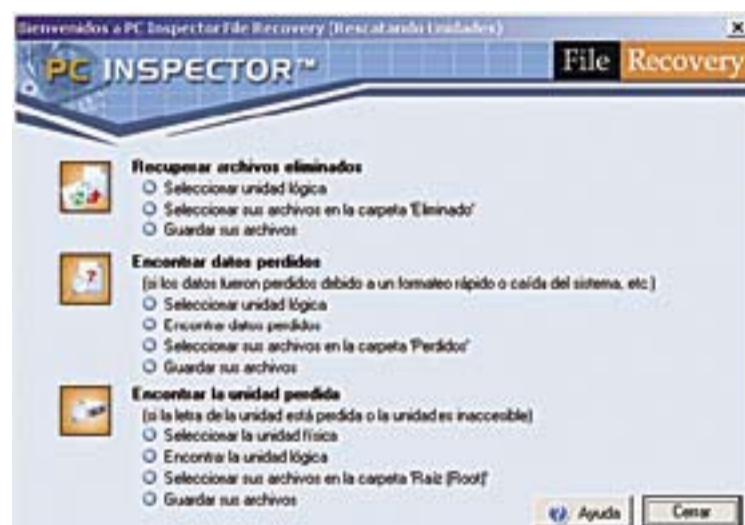 Bienvenidos a PC Inspector File Recovery (Rescatando Unidades)
PC INSPECTOR™
File Recovery
Recuperar archivos eliminados
Seleccionar unidad lógica
Seleccionar sus archivos en la carpeta 'Eliminado'
Guardar sus archivos
Encontrar datos perdidos
(si los datos fueron perdidos debido a un formateo rápido o caída del sistema, etc.)
Seleccionar unidad lógica
Encontrar datos perdidos
Seleccionar sus archivos en la carpeta 'Perdidos'
Guardar sus archivos
Encontrar la unidad perdida
(si la letra de la unidad está perdida o la unidad es inaccesible)
Seleccionar la unidad física
Encontrar la unidad lógica
Seleccionar sus archivos en la carpeta 'Raíz (Root)'
Guardar sus archivos
Ayuda
Cerrar